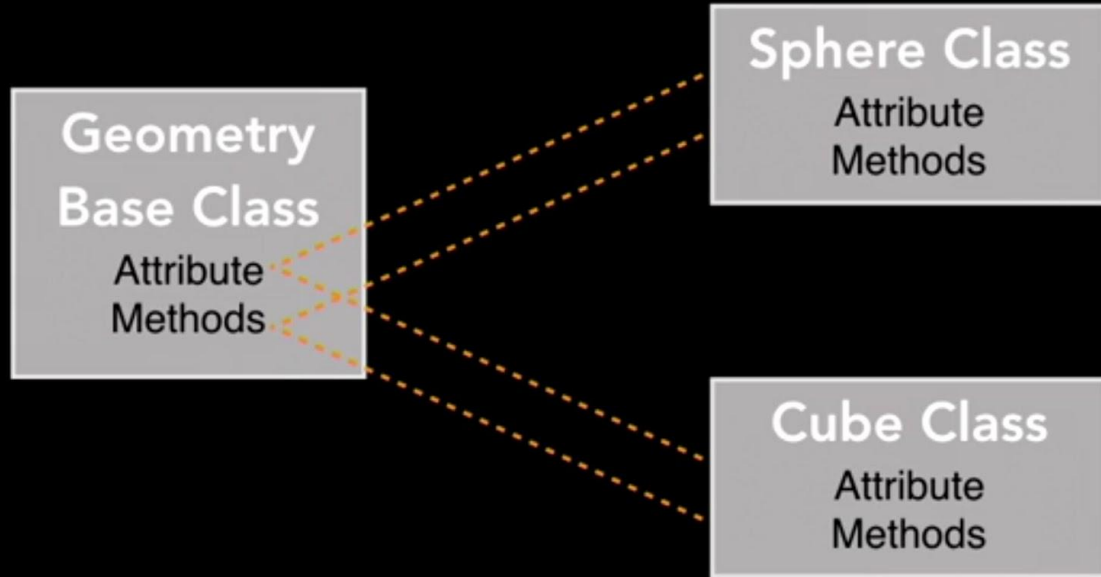 Geometry
Base Class
Attribute
Methods
Sphere Class
Attribute
Methods
Cube Class
Attribute
Methods